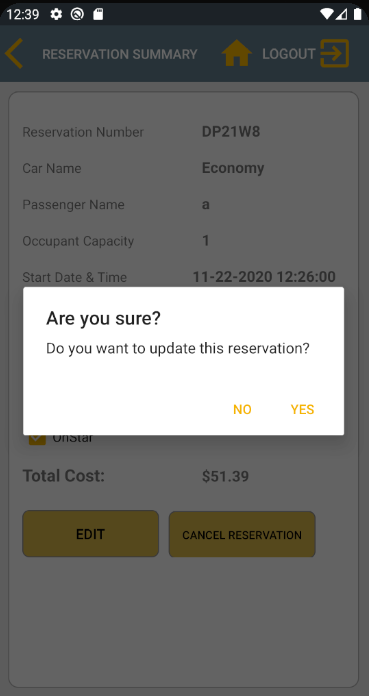 12:39
RESERVATION SUMMARY LOGOUT
Reservation Number DP21W8
Car Name Economy
Passenger Name a
Occupant Capacity 1
Start Date & Time 11-22-2020 12:26:00
Are you sure?
Do you want to update this reservation?
NO YES
OnStar
Total Cost: $51.39
EDIT CANCEL RESERVATION